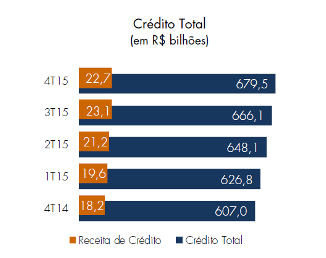 Crédito Total
(em R$ bilhões)
4T15 22,7 679,5
3T15 23,1 666,1
2T15 21,2 648,1
1T15 19,6 626,8
4T14 18,2 607,0
Receita de Crédito Crédito Total